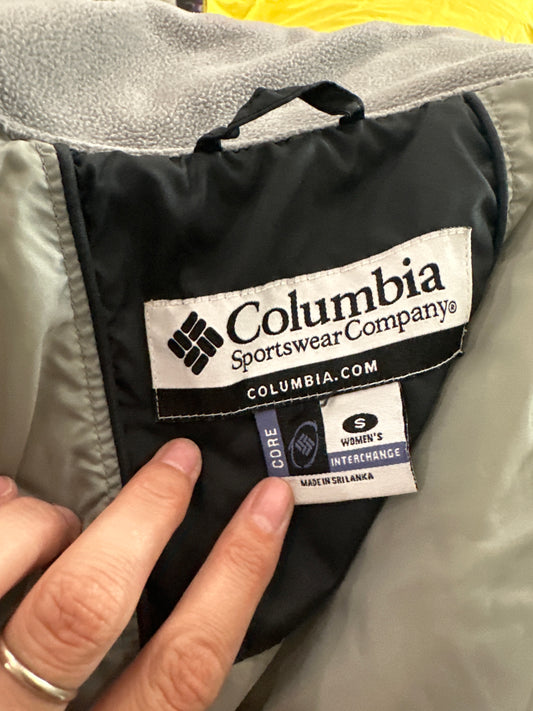 Columbia
Sportswear Company®
COLUMBIA.COM
CORE
S
WOMEN'S
INTERCHANGE
MADE IN SRI LANKA